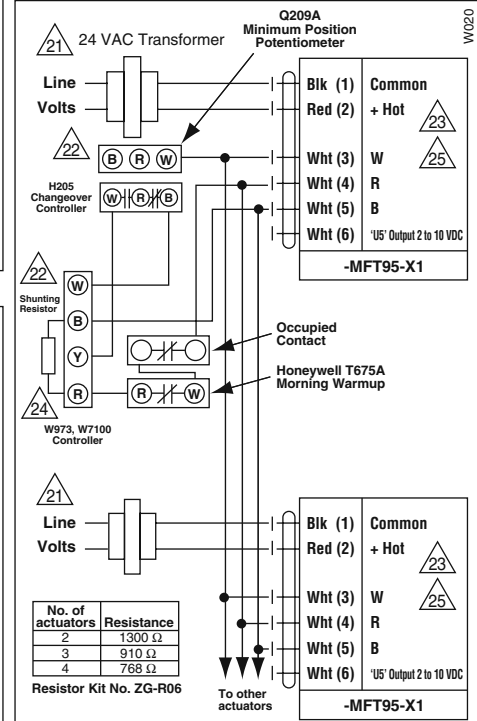 W020
21 24 VAC Transformer
Q209A
Minimum Position
Potentiometer
Line
Volts
Blk (1) Common
Red (2) + Hot
23
22
B R W
Wht (3) W
25
Wht (4) R
Wht (5) B
Wht (6) 'U5' Output 2 to 10 VDC
-MFT95-X1
H205
Changeover
Controller
W R B
22
Shunting
Resistor
W
B
Y
R
24
W973, W7100
Controller
Occupied
Contact
Honeywell T675A
Morning Warmup
R W
21
Line
Volts
Blk (1) Common
Red (2) + Hot
23
Wht (3) W
25
Wht (4) R
Wht (5) B
Wht (6) 'U5' Output 2 to 10 VDC
-MFT95-X1
No. of actuators Resistance
2 1300 Ω
3 910 Ω
4 768 Ω
Resistor Kit No. ZG-R06
To other
actuators